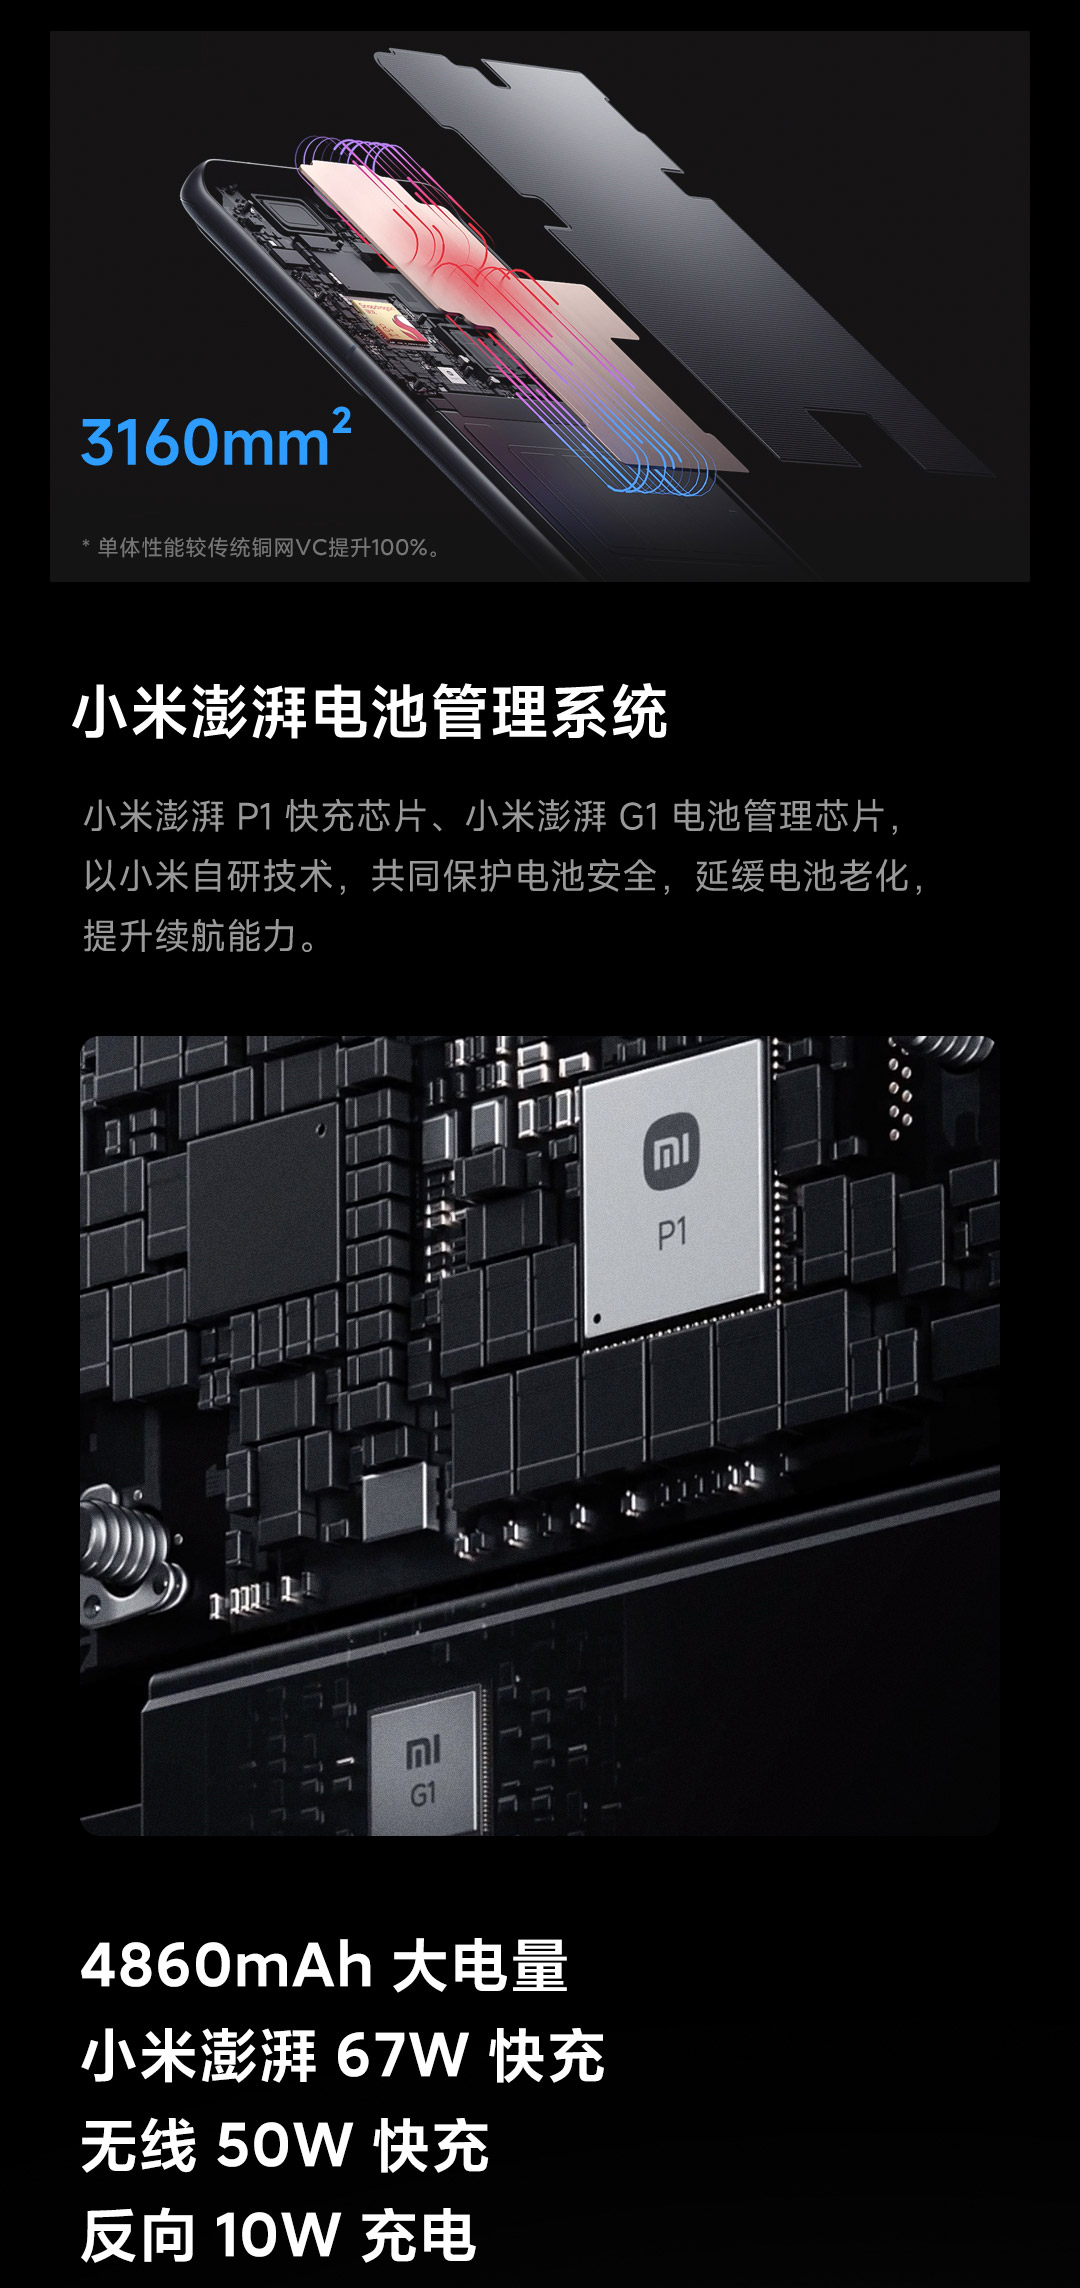 3160mm²
* 单体性能较传统铜网VC提升100%。
小米澎湃电池管理系统
小米澎湃 P1 快充芯片、小米澎湃 G1 电池管理芯片，
以小米自研技术，共同保护电池安全，延缓电池老化，
提升续航能力。
mi
P1
mi
G1
4860mAh 大电量
小米澎湃 67W 快充
无线 50W 快充
反向 10W 充电